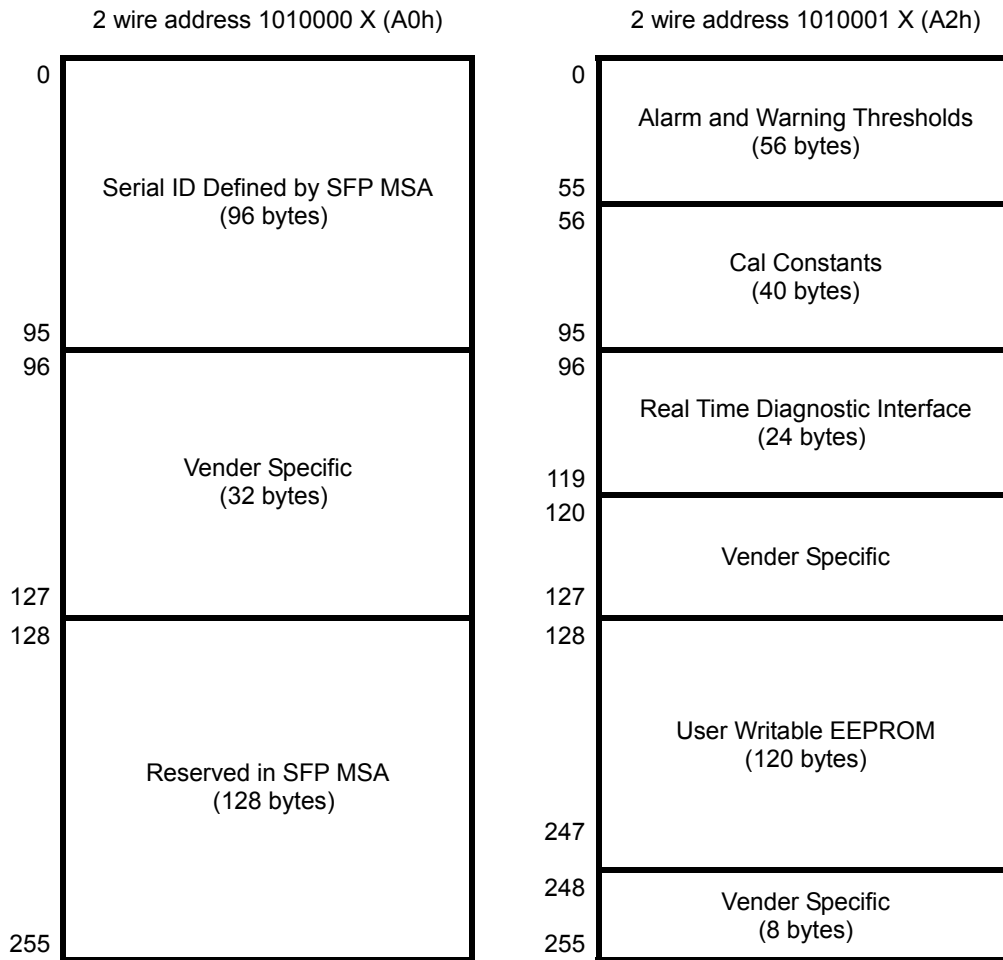 2 wire address 1010000 X (A0h)
0
Serial ID Defined by SFP MSA
(96 bytes)
95
96
Vender Specific
(32 bytes)
127
128
Reserved in SFP MSA
(128 bytes)
255
2 wire address 1010001 X (A2h)
0
Alarm and Warning Thresholds
(56 bytes)
55
56
Cal Constants
(40 bytes)
95
96
Real Time Diagnostic Interface
(24 bytes)
119
120
Vender Specific
127
128
User Writable EEPROM
(120 bytes)
247
248
Vender Specific
(8 bytes)
255